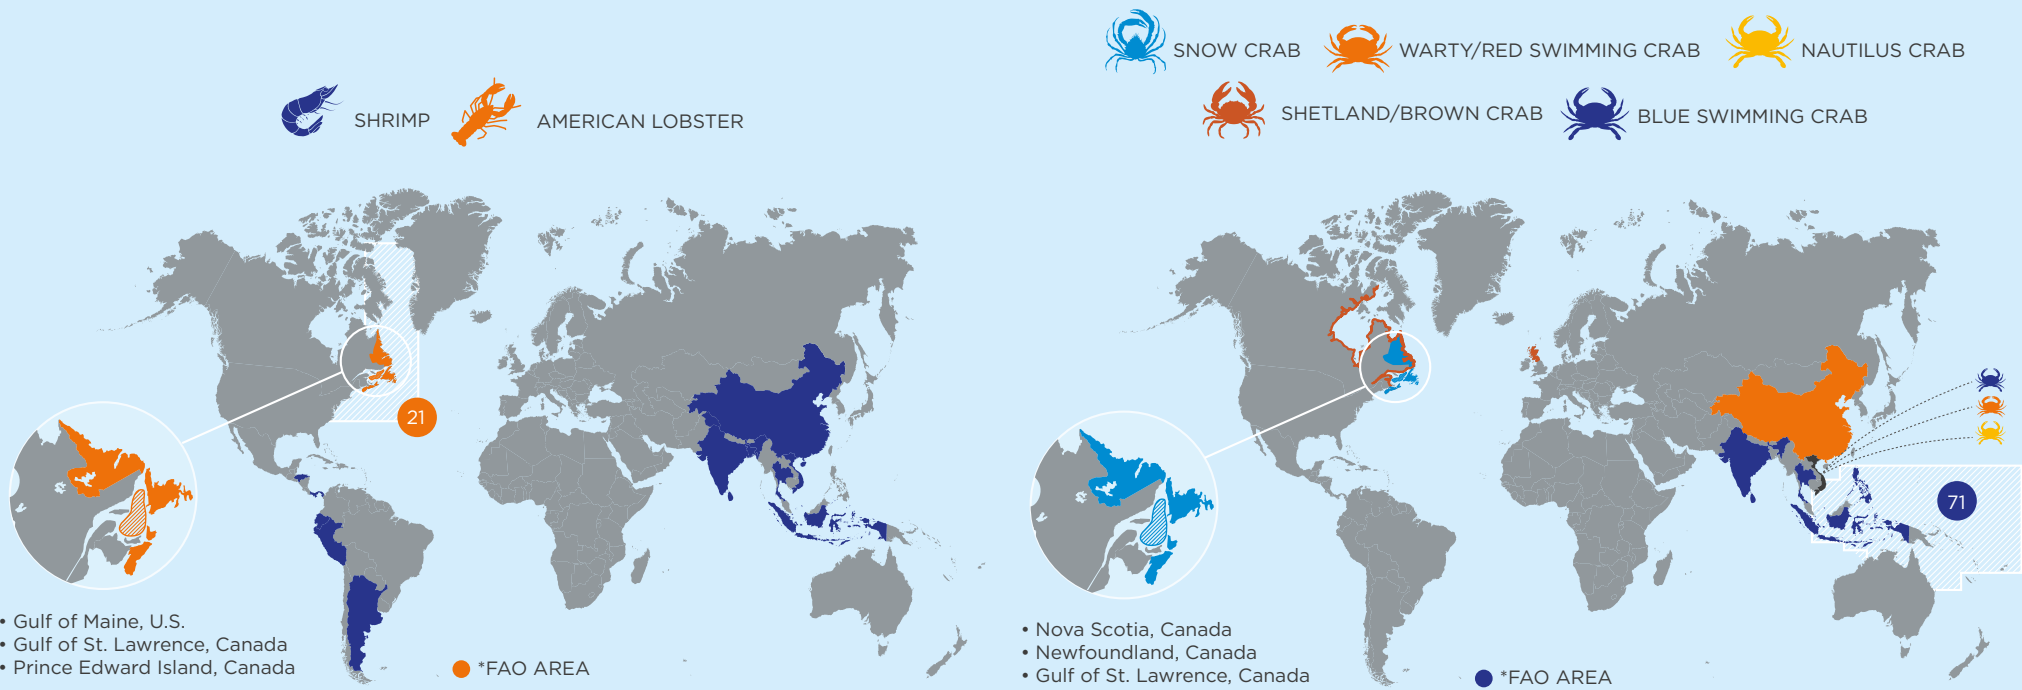 SHRIMP
AMERICAN LOBSTER
21
• Gulf of Maine, U.S.
• Gulf of St. Lawrence, Canada
• Prince Edward Island, Canada
*FAO AREA
SNOW CRAB
WARTY/RED SWIMMING CRAB
NAUTILUS CRAB
SHETLAND/BROWN CRAB
BLUE SWIMMING CRAB
71
• Nova Scotia, Canada
• Newfoundland, Canada
• Gulf of St. Lawrence, Canada
*FAO AREA